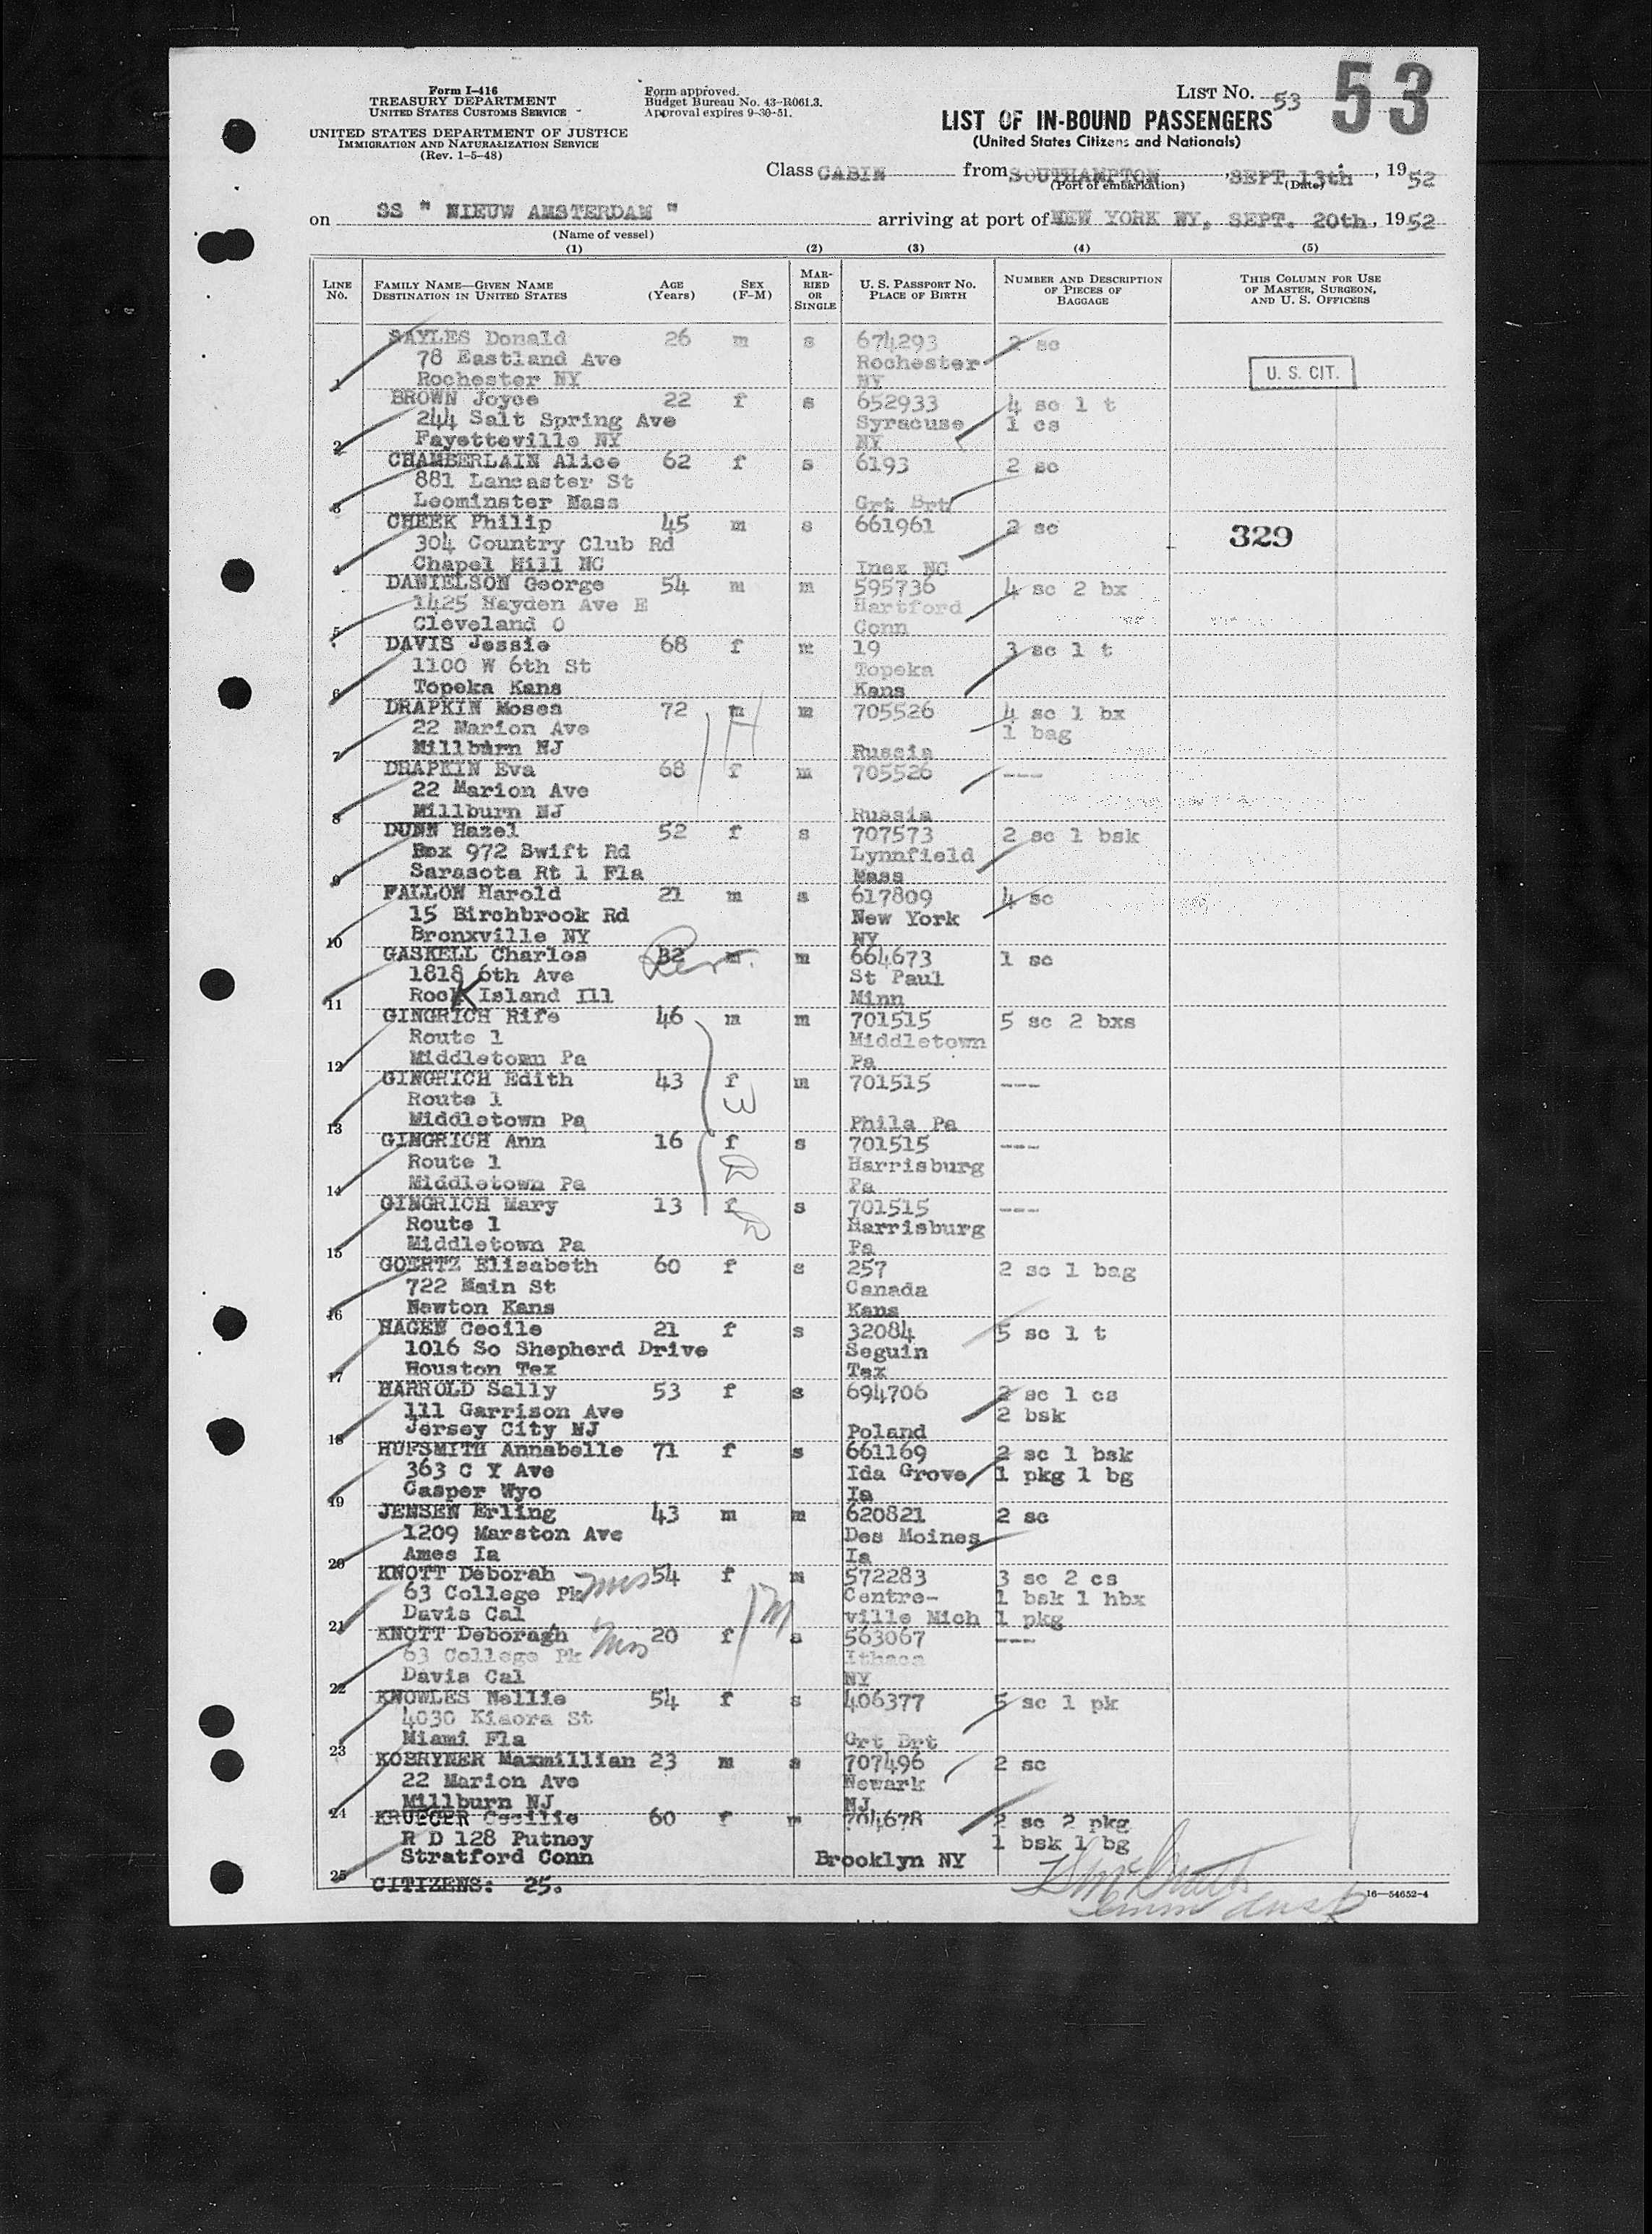 Form I-416
TREASURY DEPARTMENT
UNITED STATES CUSTOMS SERVICE
UNITED STATES DEPARTMENT OF JUSTICE
IMMIGRATION AND NATURALIZATION SERVICE
(Rev. 1-5-48)
Form approved.
Budget Bureau No. 43-R061.3.
Approval expires 9-30-51.
LIST No. 53 53
LIST OF IN-BOUND PASSENGERS
(United States Citizens and Nationals)
Class CABIN from SOUTHAMPTON, SEPT 13th, 1952
(Port of embarkation) (Date)
on SS " NIEUW AMSTERDAM " arriving at port of NEW YORK NY, SEPT. 20th, 1952
(Name of vessel)
(1) (2) (3) (4) (5)
LINE No. FAMILY NAME—GIVEN NAME DESTINATION IN UNITED STATES AGE (Years) SEX (F-M) MARRIED OR SINGLE U. S. PASSPORT No. PLACE OF BIRTH NUMBER AND DESCRIPTION OF PIECES OF BAGGAGE THIS COLUMN FOR USE OF MASTER, SURGEON, AND U. S. OFFICERS
SAYLES Donald 26 m s 674293 2 sc
78 Eastland Ave Rochester
1 Rochester NY NY
U. S. CIT.
BROWN Joyce 22 f s 652933 4 sc 1 t
244 Salt Spring Ave Syracuse 1 cs
2 Fayetteville NY NY
CHAMBERLAIN Alice 62 f s 6193 2 sc
881 Lancaster St
3 Leominster Mass Grt Brt
CHEEK Philip 45 m s 661961 2 sc 329
304 Country Club Rd
4 Chapel Hill NC Inez NC
DANIELSON George 54 m m 595736 4 sc 2 bx
1425 Hayden Ave E Hartford
5 Cleveland O Conn
DAVIS Jessie 68 f m 19 3 sc 1 t
1100 W 6th St Topeka
6 Topeka Kans Kans
DRAPKIN Moses 72 m m 705526 4 sc 1 bx
22 Marion Ave 1 bag
7 Millburn NJ Russia
DRAPKIN Eva 68 f m 705526 ---
22 Marion Ave
8 Millburn NJ Russia
DUNN Hazel 52 f s 707573 2 sc 1 bsk
Box 972 Swift Rd Lynnfield
9 Sarasota Rt 1 Fla Mass
FALLON Harold 21 m s 617809 4 sc
15 Birchbrook Rd New York
10 Bronxville NY NY
GASKELL Charles 32 Rev. m m 664673 1 sc
1818 6th Ave St Paul
11 Rock Island Ill Minn
GINGRICH Rife 46 m m 701515 5 sc 2 bxs
Route 1 Middletown
12 Middletown Pa Pa
GINGRICH Edith 43 f m 701515 ---
Route 1
13 Middletown Pa Phila Pa
GINGRICH Ann 16 f s 701515 ---
Route 1 Harrisburg
14 Middletown Pa Pa
GINGRICH Mary 13 f s 701515 ---
Route 1 Harrisburg
15 Middletown Pa Pa
GOERTZ Elisabeth 60 f s 257 2 sc 1 bag
722 Main St Canada
16 Newton Kans Kans
HAGEN Cecile 21 f s 32084 5 sc 1 t
1016 So Shepherd Drive Seguin
17 Houston Tex Tex
HARROLD Sally 53 f s 694706 2 sc 1 cs
111 Garrison Ave 2 bsk
18 Jersey City NJ Poland
HUFSMITH Annabelle 71 f s 661169 2 sc 1 bsk
363 C Y Ave Ida Grove 1 pkg 1 bg
19 Casper Wyo Ia
JENSEN Erling 43 m m 620821 2 sc
1209 Marston Ave Des Moines
20 Ames Ia Ia
KNOTT Deborah Mrs 54 f m 572283 3 sc 2 cs
63 College Pk Centre- 1 bsk 1 hbx
21 Davis Cal ville Mich 1 pkg
KNOTT Deboragh 20 f s 563067 ---
63 College Pk Ithaca
22 Davis Cal NY
KNOWLES Nellie 54 f s 406377 5 sc 1 pk
4030 Kiaora St
23 Miami Fla Grt Brt
KOBRYNER Maxmillian 23 m s 707496 2 sc
22 Marion Ave Newark
24 Millburn NJ NJ
KRUEGER Cecilie 60 f m 704678 2 sc 2 pkg
R D 128 Putney 1 bsk 1 bg
25 Stratford Conn Brooklyn NY
CITIZENS: 25.
16—54652-4